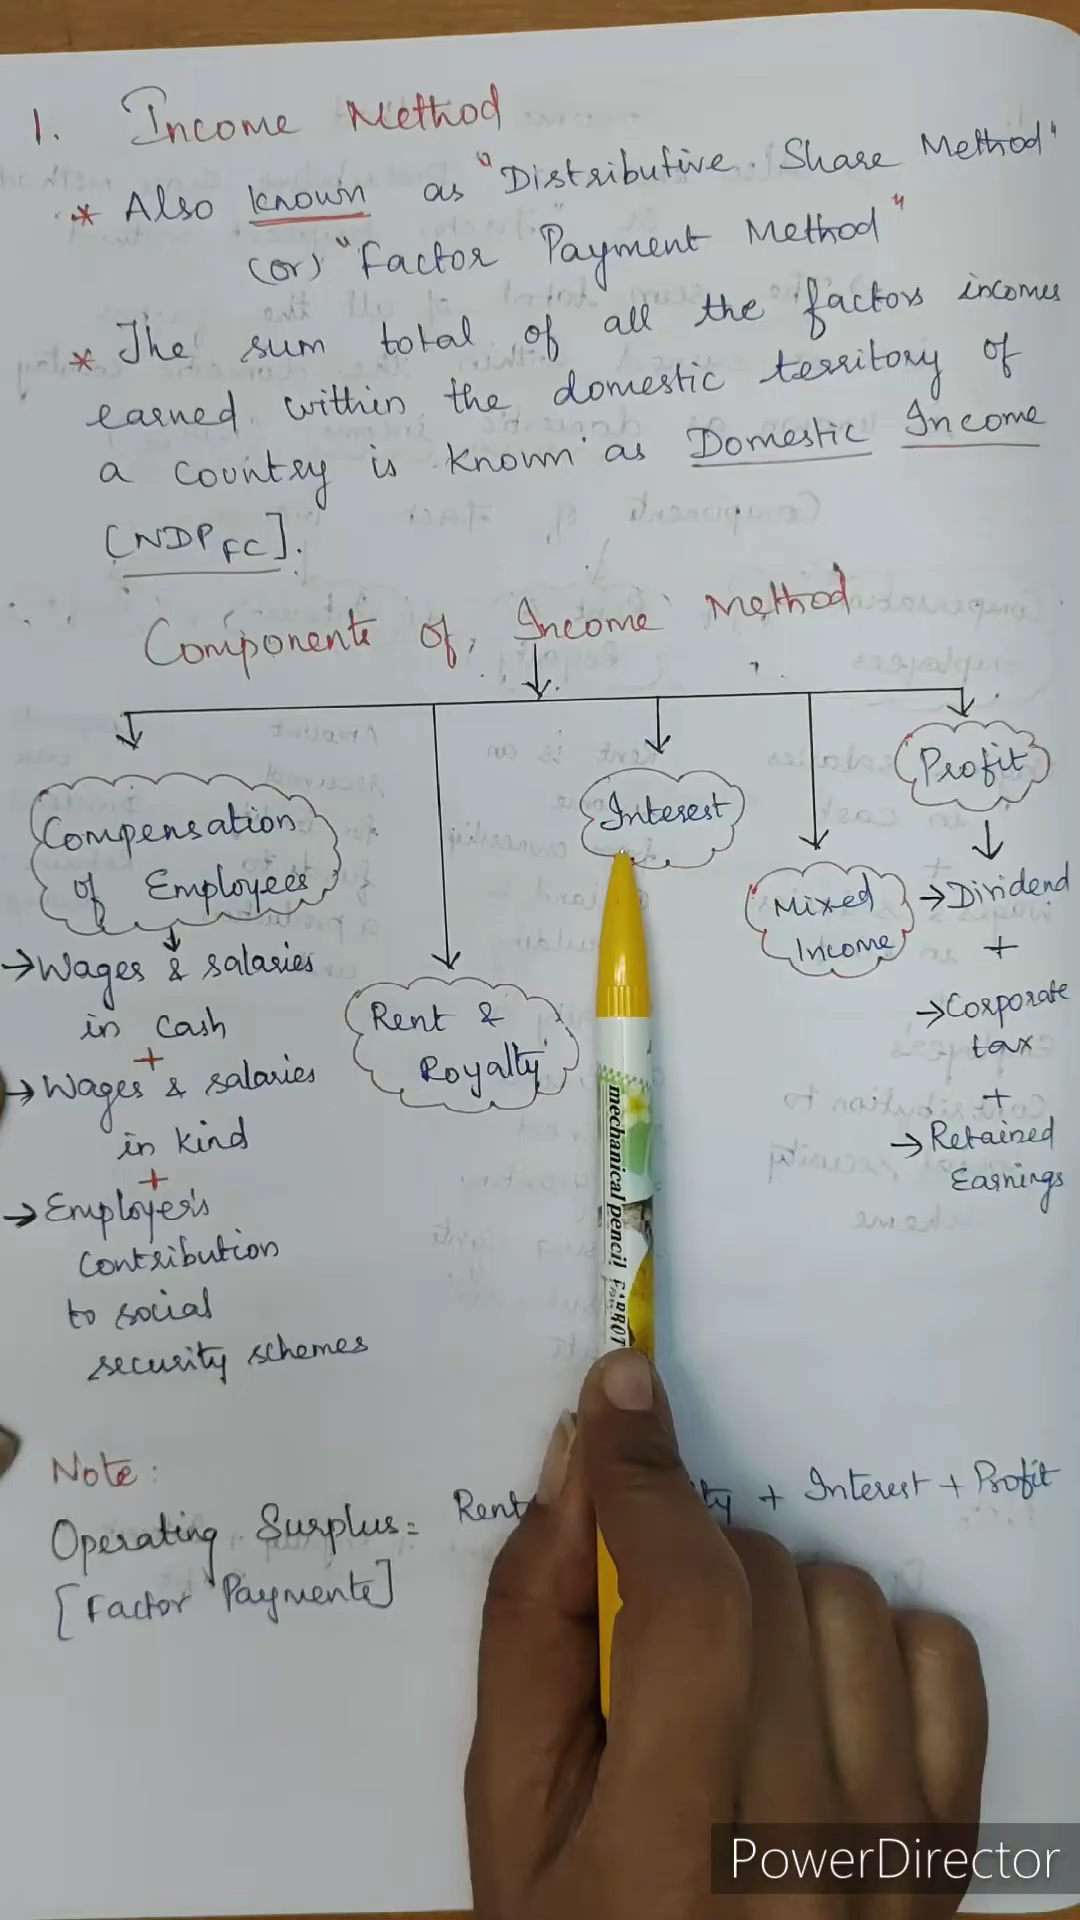 1. Income Method
* Also known as "Distributive Share Method"
(or) "Factor Payment Method"
* The sum total of all the factors incomes
earned within the domestic territory of
a country is known as Domestic Income
[NDP FC].
Components of Income Method
Compensation
of Employees
→ Wages & salaries
in cash
+
→ Wages & salaries
in kind
+
→ Employer's
contribution
to social
security schemes
Rent &
Royalty
Interest
Mixed
Income
Profit
→ Dividend
+
→ Corporate
tax
+
→ Retained
Earnings
Note:
Operating Surplus = Rent + Interest + Profit
[Factor Payments]
mechanical pencil
PowerDirector